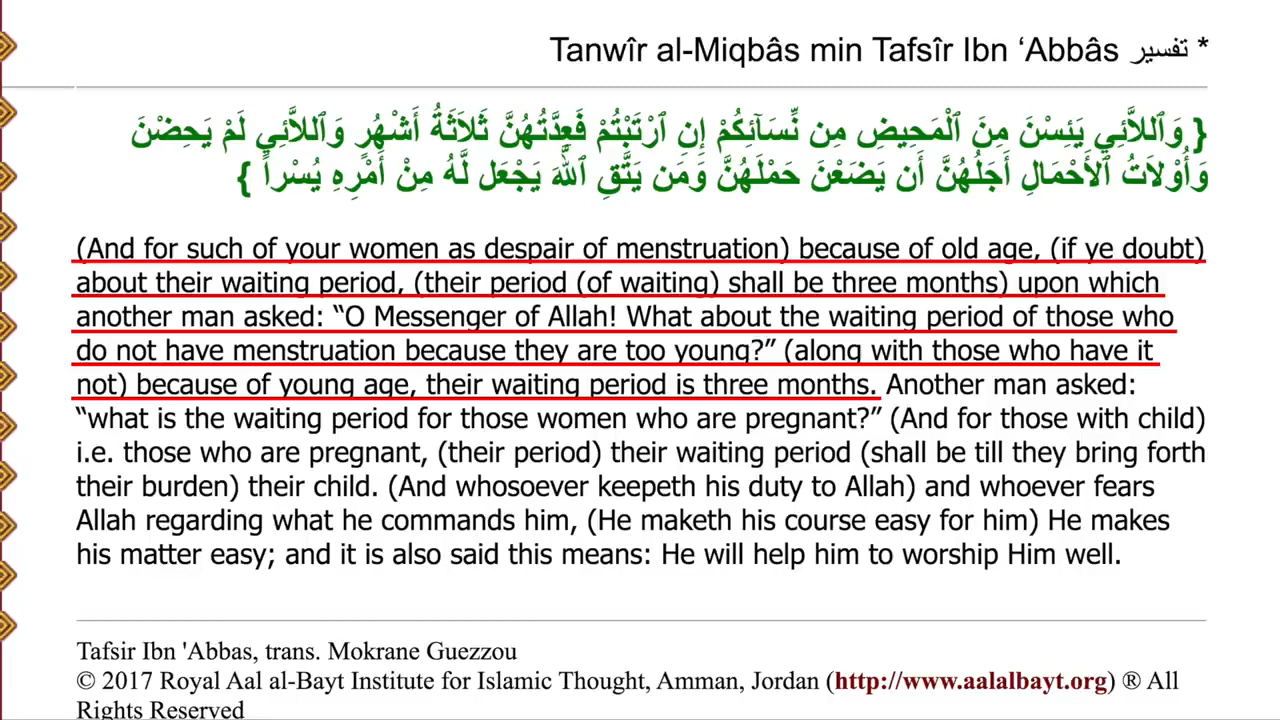 Tanwîr al-Miqbâs min Tafsîr Ibn ‘Abbâs تفسير *
{ وَٱللاَّئِي يَئِسْنَ مِنَ ٱلْمَحِيضِ مِن نِّسَآئِكُمْ إِنِ ٱرْتَبْتُمْ فَعِدَّتُهُنَّ ثَلاَثَةُ أَشْهُرٍ وَٱللاَّئِي لَمْ يَحِضْنَ
وَأُوْلاَتُ ٱلأَحْمَالِ أَجَلُهُنَّ أَن يَضَعْنَ حَمْلَهُنَّ وَمَن يَتَّقِ ٱللَّهَ يَجْعَل لَّهُ مِنْ أَمْرِهِ يُسْراً }
(And for such of your women as despair of menstruation) because of old age, (if ye doubt)
about their waiting period, (their period (of waiting) shall be three months) upon which
another man asked: “O Messenger of Allah! What about the waiting period of those who
do not have menstruation because they are too young?” (along with those who have it
not) because of young age, their waiting period is three months. Another man asked:
“what is the waiting period for those women who are pregnant?” (And for those with child)
i.e. those who are pregnant, (their period) their waiting period (shall be till they bring forth
their burden) their child. (And whosoever keepeth his duty to Allah) and whoever fears
Allah regarding what he commands him, (He maketh his course easy for him) He makes
his matter easy; and it is also said this means: He will help him to worship Him well.
Tafsir Ibn 'Abbas, trans. Mokrane Guezzou
© 2017 Royal Aal al-Bayt Institute for Islamic Thought, Amman, Jordan (http://www.aalalbayt.org) ® All
Rights Reserved